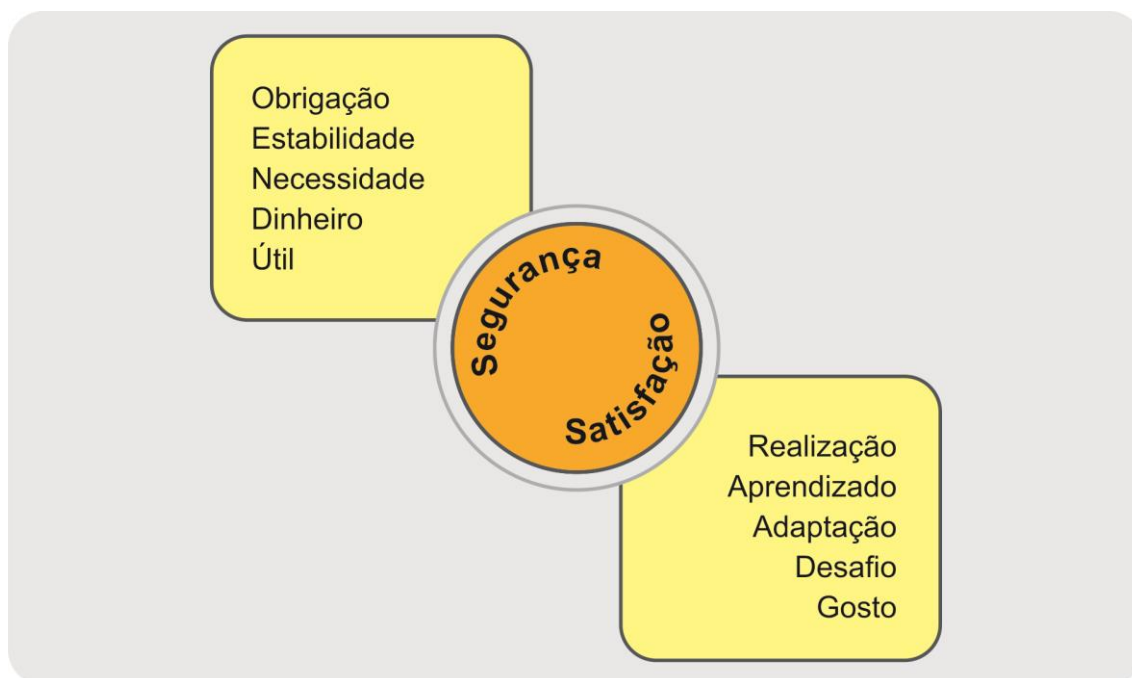 Obrigação
Estabilidade
Necessidade
Dinheiro
Útil
Segurança
Satisfação
Realização
Aprendizado
Adaptação
Desafio
Gosto